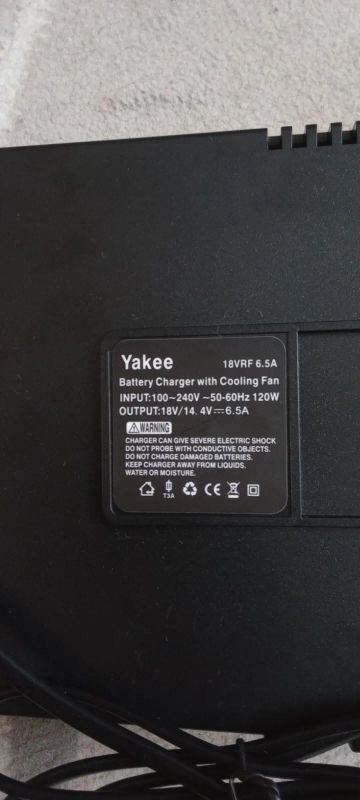 Yakee
18VRF 6.5A
Battery Charger with Cooling Fan
INPUT:100~240V ~50-60Hz 120W
OUTPUT:18V/14.4V⎓6.5A
⚠WARNING
CHARGER CAN GIVE SEVERE ELECTRIC SHOCK
DO NOT PROBE WITH CONDUCTIVE OBJECTS.
DO NOT CHARGE DAMAGED BATTERIES.
KEEP CHARGER AWAY FROM LIQUIDS.
WATER OR MOISTURE.
T3A
CE